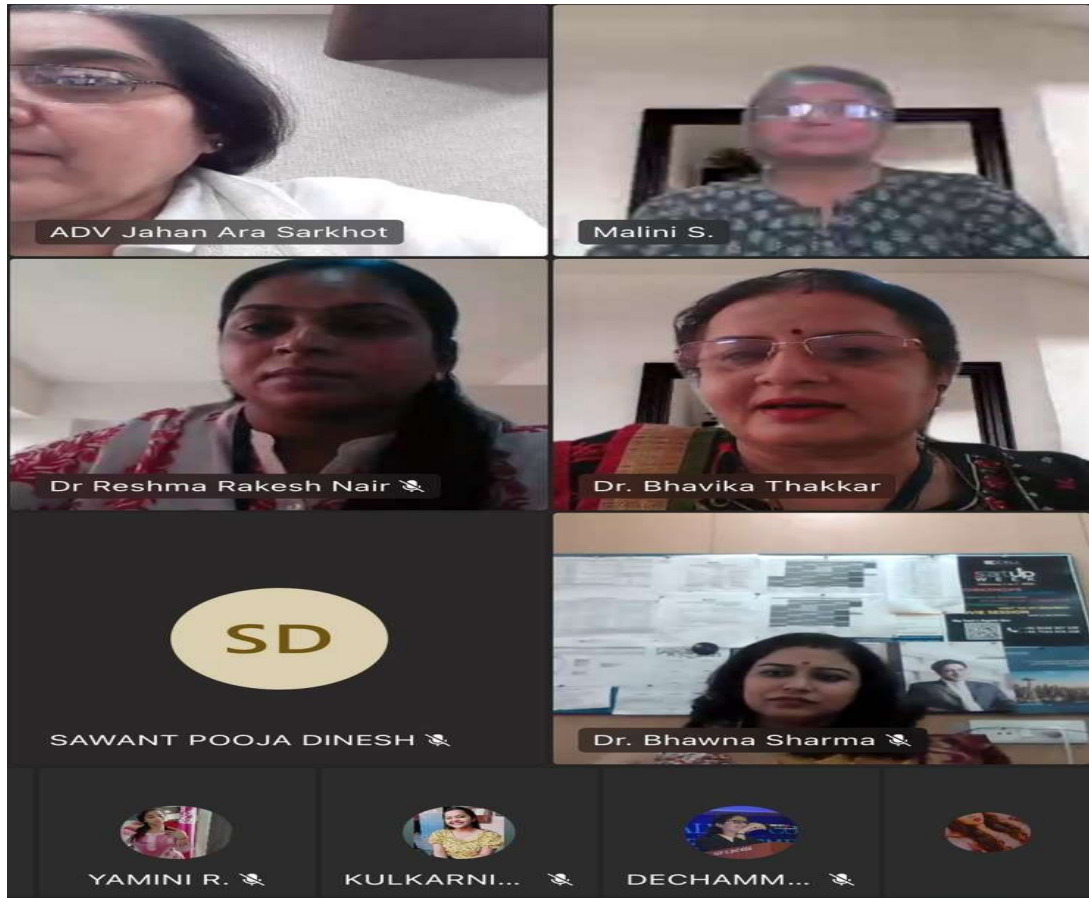 ADV Jahan Ara Sarkhot
Malini S.
Dr Reshma Rakesh Nair
Dr. Bhavika Thakkar
SD
SAWANT POOJA DINESH
WEEK
Dr. Bhawna Sharma
YAMINI R.
KULKARNI...
DECHAMM...